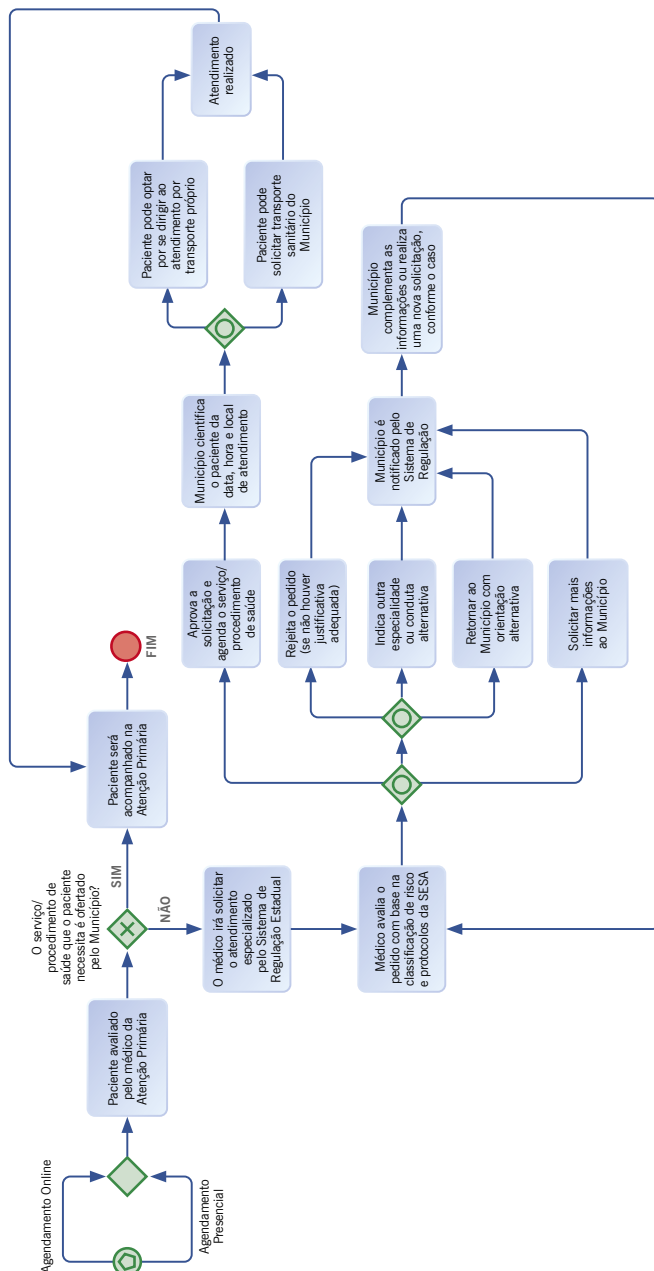 Agendamento Online
Agendamento
Presencial
Paciente avaliado
pelo médico da
Atenção Primária
O serviço/
procedimento de
saúde que o paciente
necessita é ofertado
pelo Município?
SIM
NÃO
Paciente será
acompanhado na
Atenção Primária
FIM
O médico irá solicitar
o atendimento
especializado
pelo Sistema de
Regulação Estadual
Médico avalia o
pedido com base na
classificação de risco
e protocolos da SESA
Aprova a
solicitação e
agenda o serviço/
procedimento
de saúde
Rejeita o pedido
(se não houver
justificativa
adequada)
Indica outra
especialidade
ou conduta
alternativa
Retornar ao
Município com
orientação
alternativa
Solicitar mais
informações
ao Município
Município cientifica
o paciente da
data, hora e local
de atendimento
Município é
notificado pelo
Sistema de
Regulação
Paciente pode optar
por se dirigir ao
atendimento por
transporte próprio
Paciente pode
solicitar transporte
sanitário do
Município
Município
complementa as
informações ou realiza
uma nova solicitação,
conforme o caso
Atendimento
realizado